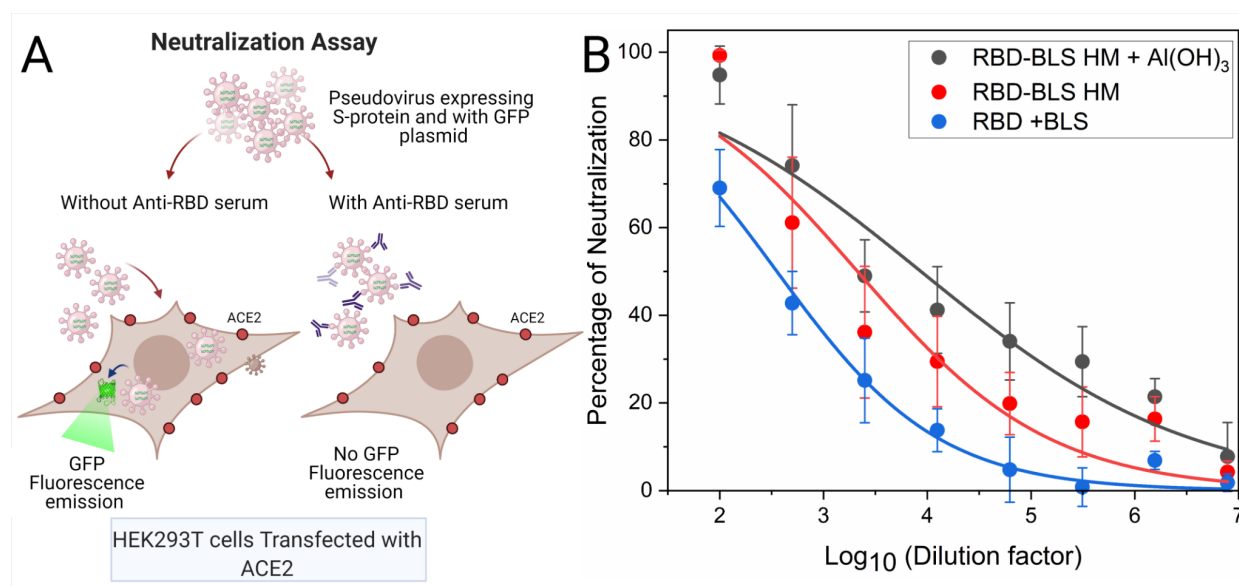 A
Neutralization Assay
Pseudovirus expressing
S-protein and with GFP
plasmid
Without Anti-RBD serum
With Anti-RBD serum
ACE2
ACE2
GFP
Fluorescence
emission
No GFP
Fluorescence
emission
HEK293T cells Transfected with
ACE2
B
RBD-BLS HM + Al(OH)₃
RBD-BLS HM
RBD +BLS
Percentage of Neutralization
100
80
60
40
20
0
2 3 4 5 6 7
Log₁₀ (Dilution factor)